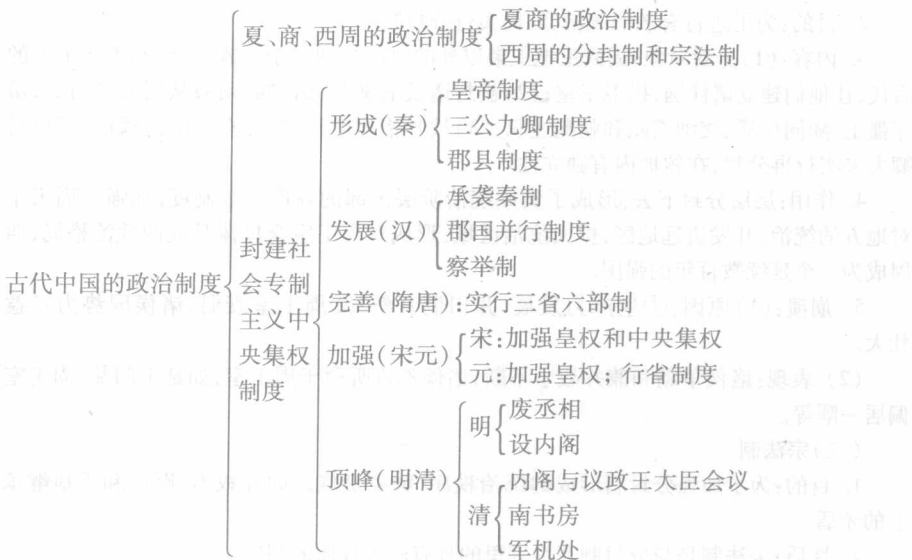 古代中国的政治制度
夏、商、西周的政治制度
夏商的政治制度
西周的分封制和宗法制
封建社
会专制
主义中
央集权
制度
形成(秦)
皇帝制度
三公九卿制度
郡县制度
发展(汉)
承袭秦制
郡国并行制度
察举制
完善(隋唐):实行三省六部制
加强(宋元)
宋:加强皇权和中央集权
元:加强皇权;行省制度
顶峰(明清)
明
废丞相
设内阁
清
内阁与议政王大臣会议
南书房
军机处